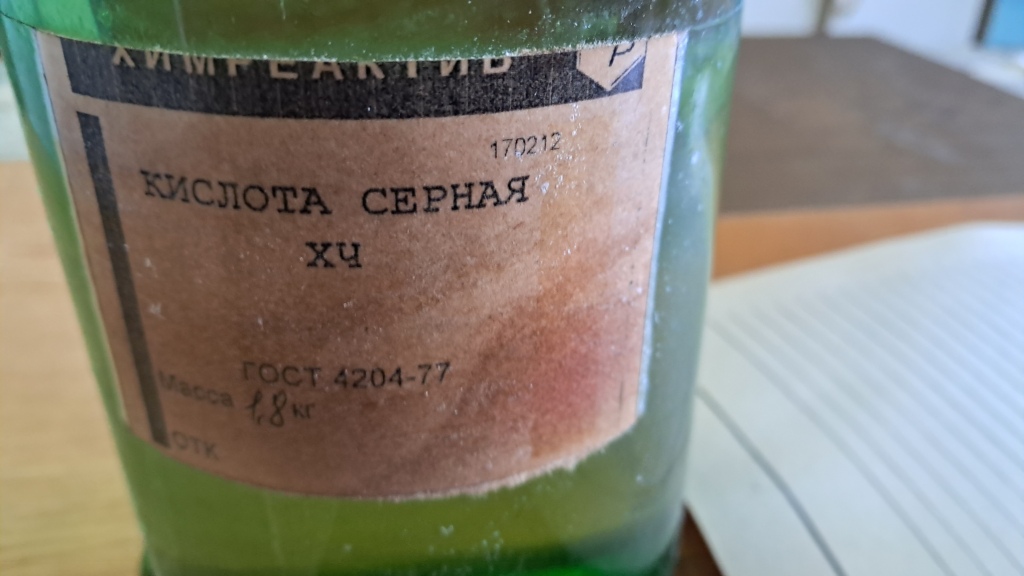 ХИМРЕАКТИВ
Р
170212
КИСЛОТА СЕРНАЯ
ХЧ
ГОСТ 4204-77
Масса 1,8 кг
ОТК